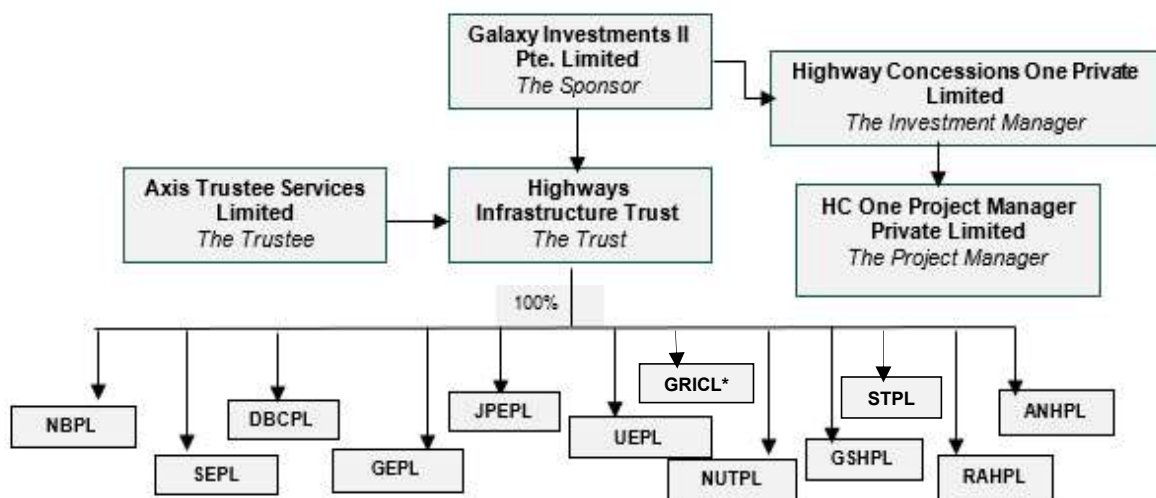 Galaxy Investments II
Pte. Limited
The Sponsor
Highway Concessions One Private
Limited
The Investment Manager
Axis Trustee Services
Limited
The Trustee
Highways
Infrastructure Trust
The Trust
HC One Project Manager
Private Limited
The Project Manager
100%
NBPL
SEPL
DBCPL
GEPL
JPEPL
UEPL
GRICL*
NUTPL
GSHPL
STPL
RAHPL
ANHPL